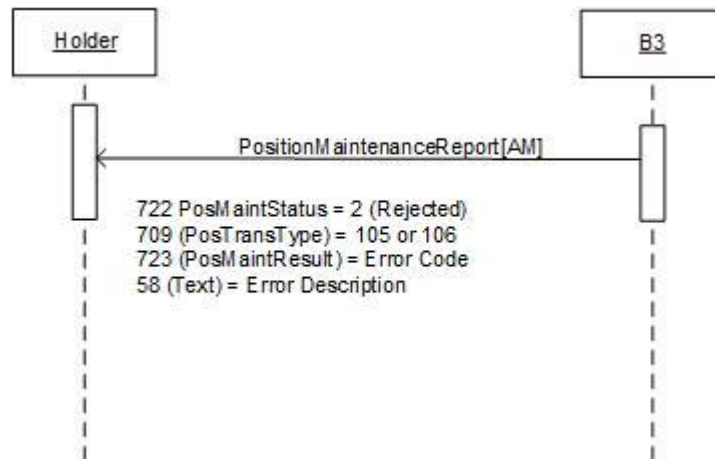 Holder
B3
PositionMaintenanceReport[AM]
722 PosMaintStatus = 2 (Rejected)
709 (PosTransType) = 105 or 106
723 (PosMaintResult) = Error Code
58 (Text) = Error Description